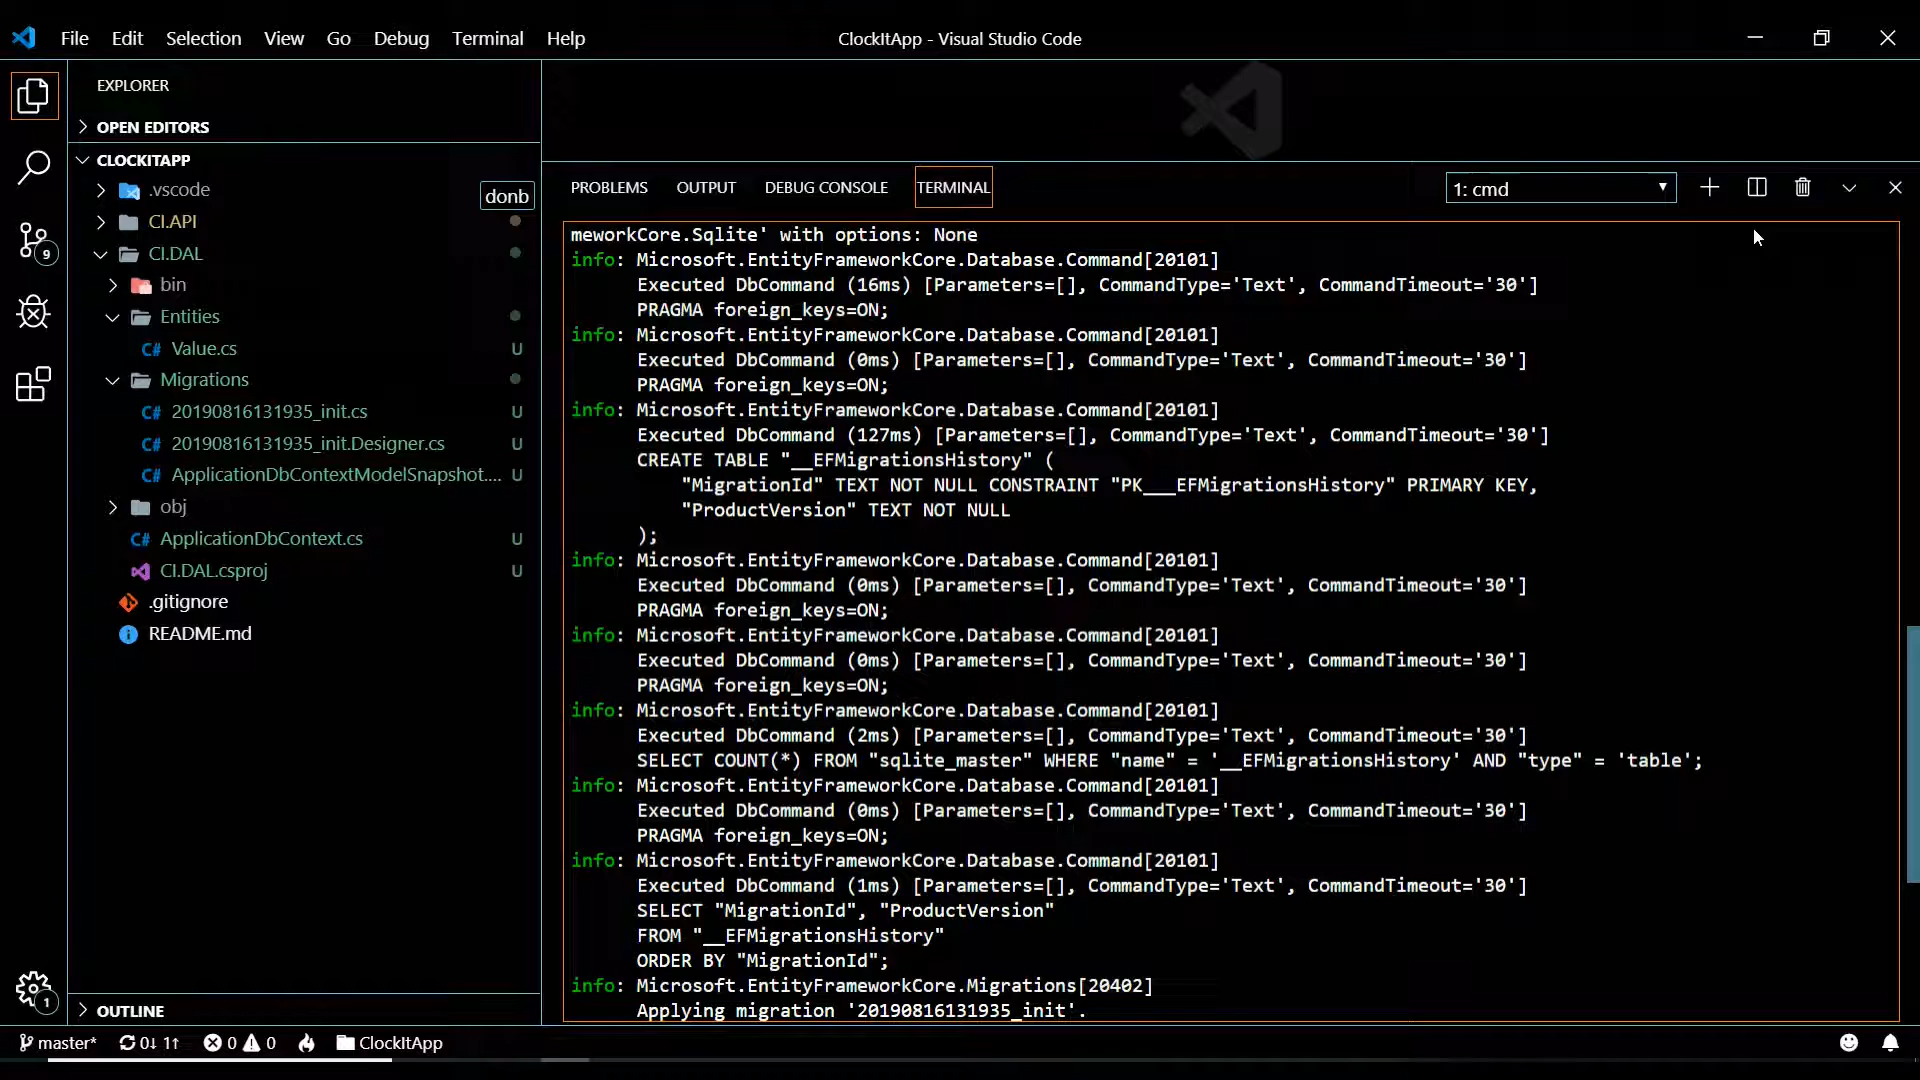 File Edit Selection View Go Debug Terminal Help
ClockItApp - Visual Studio Code
EXPLORER
OPEN EDITORS
CLOCKITAPP
.vscode
donb
CI.API
CI.DAL
bin
Entities
Value.cs U
Migrations
20190816131935_init.cs U
20190816131935_init.Designer.cs U
ApplicationDbContextModelSnapshot.... U
obj
ApplicationDbContext.cs U
CI.DAL.csproj U
.gitignore
README.md
OUTLINE
9
1
PROBLEMS OUTPUT DEBUG CONSOLE TERMINAL
1: cmd
meworkCore.Sqlite' with options: None
info: Microsoft.EntityFrameworkCore.Database.Command[20101]
Executed DbCommand (16ms) [Parameters=[], CommandType='Text', CommandTimeout='30']
PRAGMA foreign_keys=ON;
info: Microsoft.EntityFrameworkCore.Database.Command[20101]
Executed DbCommand (0ms) [Parameters=[], CommandType='Text', CommandTimeout='30']
PRAGMA foreign_keys=ON;
info: Microsoft.EntityFrameworkCore.Database.Command[20101]
Executed DbCommand (127ms) [Parameters=[], CommandType='Text', CommandTimeout='30']
CREATE TABLE "__EFMigrationsHistory" (
"MigrationId" TEXT NOT NULL CONSTRAINT "PK___EFMigrationsHistory" PRIMARY KEY,
"ProductVersion" TEXT NOT NULL
);
info: Microsoft.EntityFrameworkCore.Database.Command[20101]
Executed DbCommand (0ms) [Parameters=[], CommandType='Text', CommandTimeout='30']
PRAGMA foreign_keys=ON;
info: Microsoft.EntityFrameworkCore.Database.Command[20101]
Executed DbCommand (0ms) [Parameters=[], CommandType='Text', CommandTimeout='30']
PRAGMA foreign_keys=ON;
info: Microsoft.EntityFrameworkCore.Database.Command[20101]
Executed DbCommand (2ms) [Parameters=[], CommandType='Text', CommandTimeout='30']
SELECT COUNT(*) FROM "sqlite_master" WHERE "name" = '__EFMigrationsHistory' AND "type" = 'table';
info: Microsoft.EntityFrameworkCore.Database.Command[20101]
Executed DbCommand (0ms) [Parameters=[], CommandType='Text', CommandTimeout='30']
PRAGMA foreign_keys=ON;
info: Microsoft.EntityFrameworkCore.Database.Command[20101]
Executed DbCommand (1ms) [Parameters=[], CommandType='Text', CommandTimeout='30']
SELECT "MigrationId", "ProductVersion"
FROM "__EFMigrationsHistory"
ORDER BY "MigrationId";
info: Microsoft.EntityFrameworkCore.Migrations[20402]
Applying migration '20190816131935_init'.
master* 0↓ 1↑ 0 0 ClockItApp